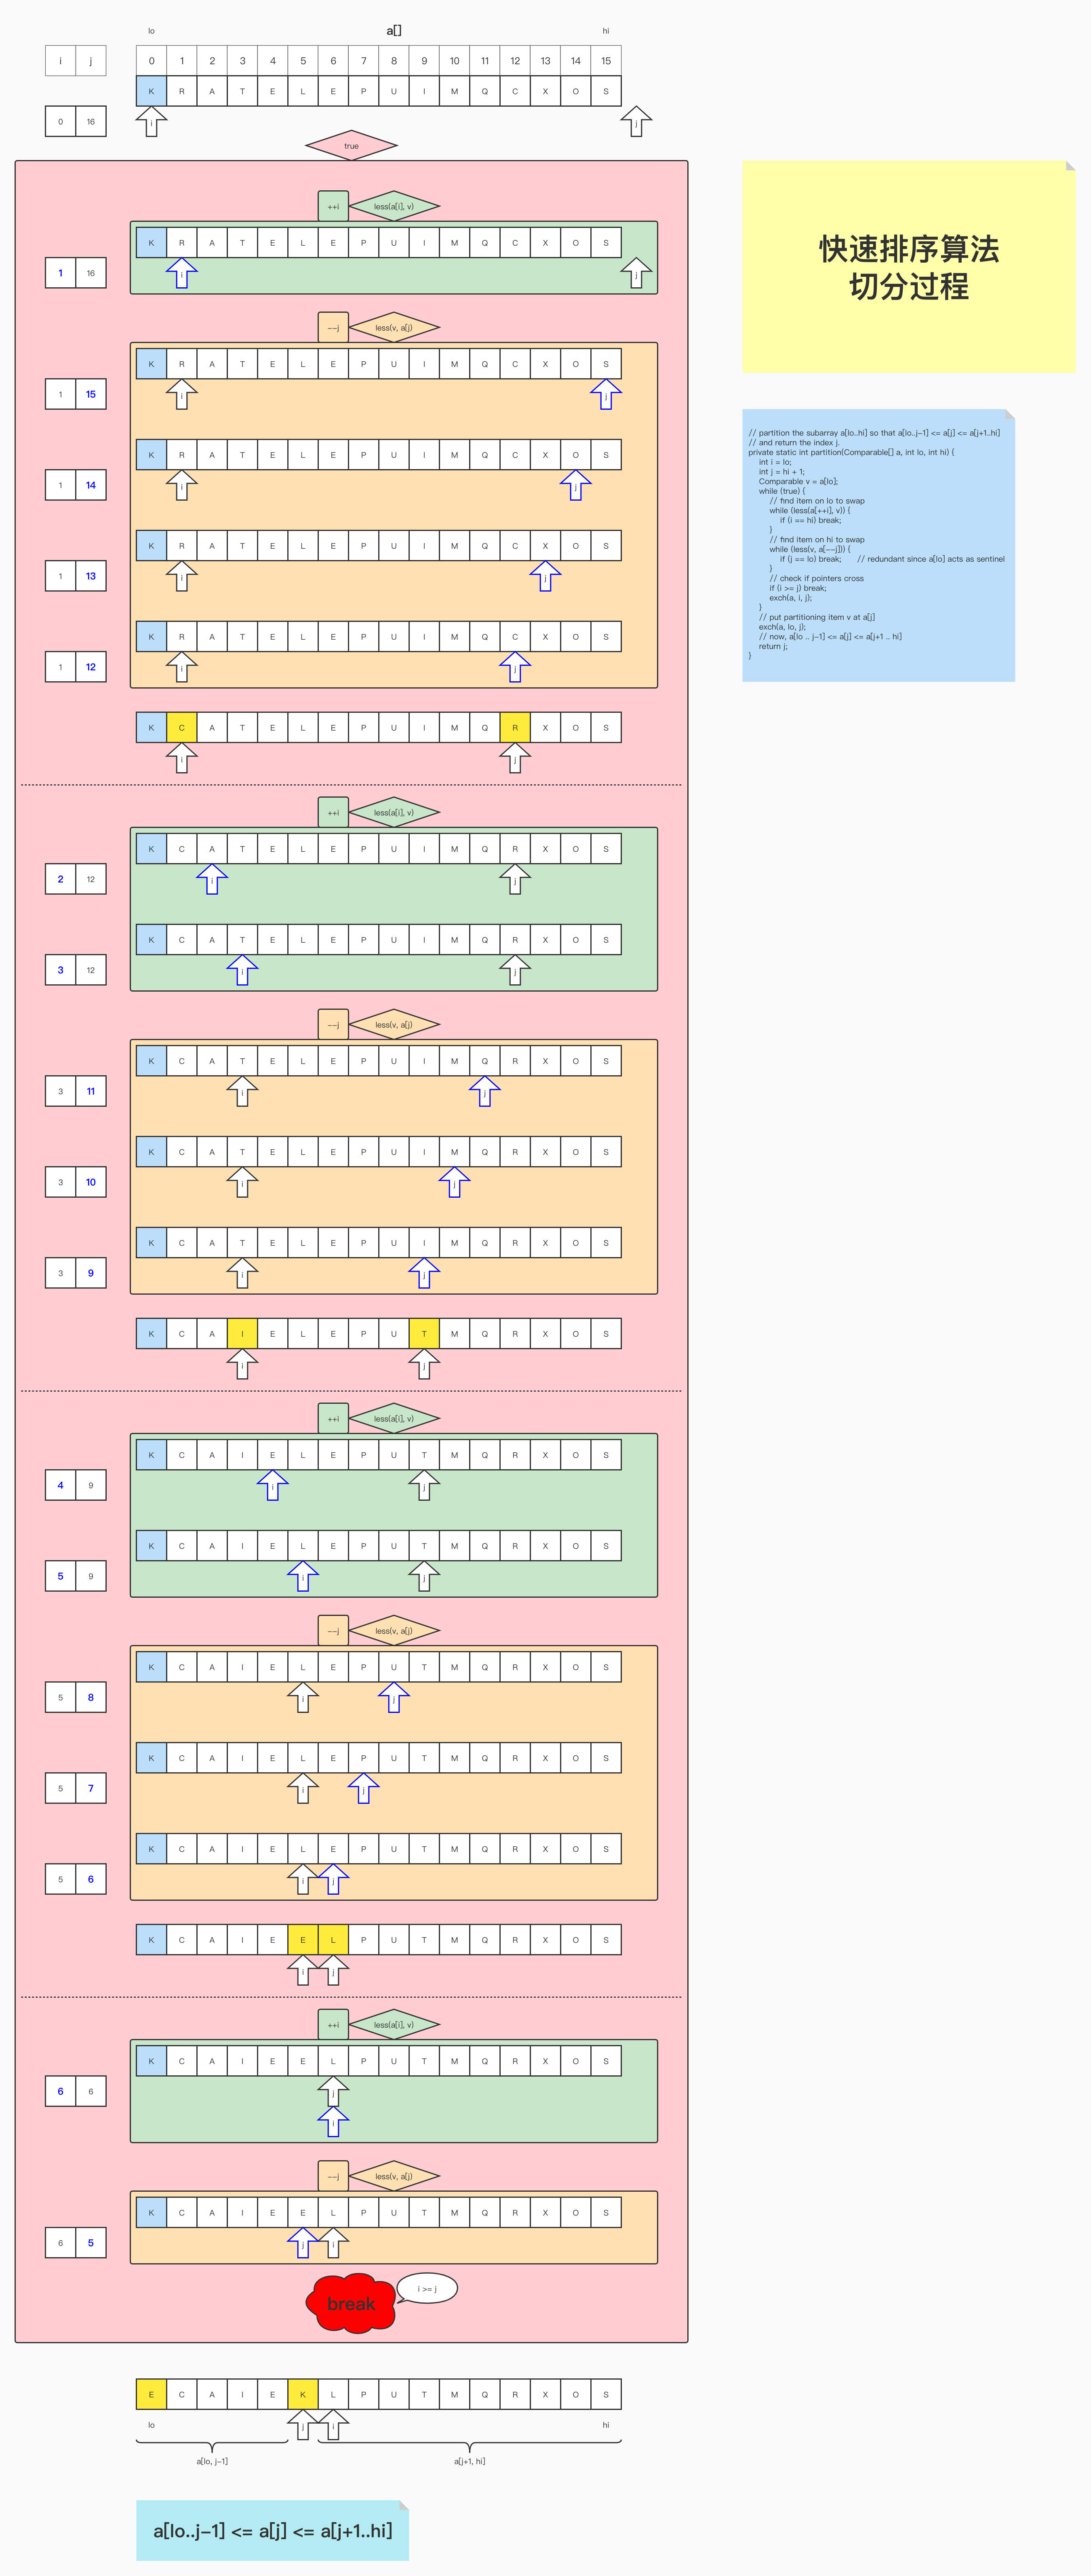 lo a[] hi
i j 0 1 2 3 4 5 6 7 8 9 10 11 12 13 14 15
K R A T E L E P U I M Q C X O S
0 16 i j
true
++i less(a[i], v)
K R A T E L E P U I M Q C X O S
1 16 i j
--j less(v, a[j)
K R A T E L E P U I M Q C X O S
1 15 i j
K R A T E L E P U I M Q C X O S
1 14 i j
K R A T E L E P U I M Q C X O S
1 13 i j
K R A T E L E P U I M Q C X O S
1 12 i j
K C A T E L E P U I M Q R X O S
i j
++i less(a[i], v)
K C A T E L E P U I M Q R X O S
2 12 i j
K C A T E L E P U I M Q R X O S
3 12 i j
--j less(v, a[j)
K C A T E L E P U I M Q R X O S
3 11 i j
K C A T E L E P U I M Q R X O S
3 10 i j
K C A T E L E P U I M Q R X O S
3 9 i j
K C A I E L E P U T M Q R X O S
i j
++i less(a[i], v)
K C A I E L E P U T M Q R X O S
4 9 i j
K C A I E L E P U T M Q R X O S
5 9 i j
--j less(v, a[j)
K C A I E L E P U T M Q R X O S
5 8 i j
K C A I E L E P U T M Q R X O S
5 7 i j
K C A I E L E P U T M Q R X O S
5 6 i j
K C A I E E L P U T M Q R X O S
i j
++i less(a[i], v)
K C A I E E L P U T M Q R X O S
6 6 j
i
--j less(v, a[j)
K C A I E E L P U T M Q R X O S
6 5 j i
break i >= j
E C A I E K L P U T M Q R X O S
lo j i hi
a[lo, j-1] a[j+1, hi]
a[lo..j-1] <= a[j] <= a[j+1..hi]
快速排序算法
切分过程
// partition the subarray a[lo..hi] so that a[lo..j-1] <= a[j] <= a[j+1..hi]
// and return the index j.
private static int partition(Comparable[] a, int lo, int hi) {
int i = lo;
int j = hi + 1;
Comparable v = a[lo];
while (true) {
// find item on lo to swap
while (less(a[++i], v)) {
if (i == hi) break;
}
// find item on hi to swap
while (less(v, a[--j])) {
if (j == lo) break; // redundant since a[lo] acts as sentinel
}
// check if pointers cross
if (i >= j) break;
exch(a, i, j);
}
// put partitioning item v at a[j]
exch(a, lo, j);
// now, a[lo .. j-1] <= a[j] <= a[j+1 .. hi]
return j;
}